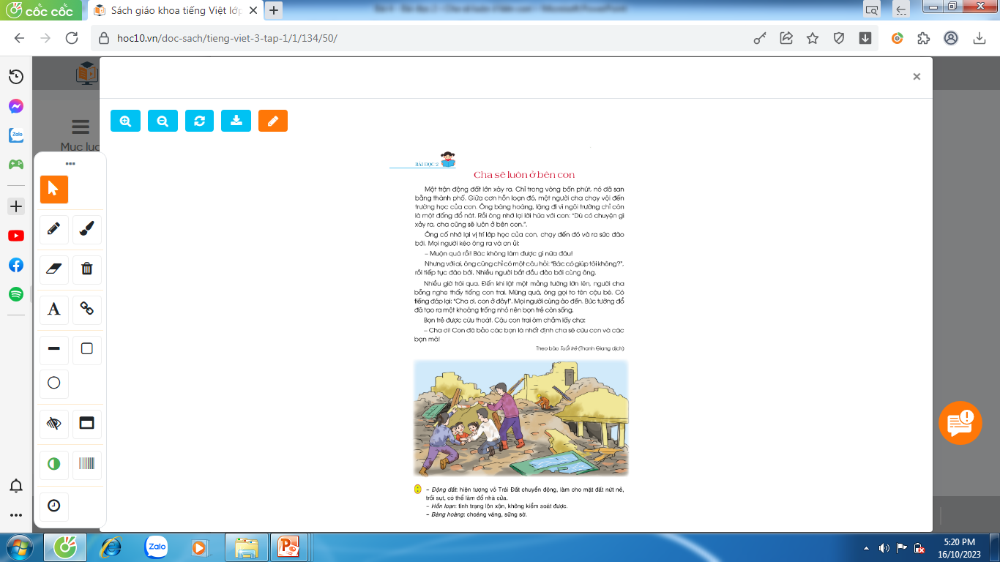 cốc cốc
Sách giáo khoa tiếng Việt lớp
hoc10.vn/doc-sach/tieng-viet-3-tap-1/1/134/50/
Mục lục
Zalo
BÀI ĐỌC 2
Cha sẽ luôn ở bên con
Một trận động đất lớn xảy ra. Chỉ trong vòng bốn phút, nó đã san
bằng thành phố. Giữa cơn hỗn loạn đó, một người cha chạy vội đến
trường học của con. Ông bàng hoàng, lặng đi vì ngôi trường chỉ còn
là một đống đổ nát. Rồi ông nhớ lại lời hứa với con: "Dù có chuyện gì
xảy ra, cha cũng sẽ luôn ở bên con.".
Ông cố nhớ lại vị trí lớp học của con, chạy đến đó và ra sức đào
bới. Mọi người kéo ông ra và an ủi:
– Muộn quá rồi! Bác không làm được gì nữa đâu!
Nhưng với ai, ông cũng chỉ có một câu hỏi: "Bác có giúp tôi không?",
rồi tiếp tục đào bới. Nhiều người bắt đầu đào bới cùng ông.
Nhiều giờ trôi qua. Đến khi lật một mảng tường lớn lên, người cha
bỗng nghe thấy tiếng con trai. Mừng quá, ông gọi to tên cậu bé. Có
tiếng đáp lại: "Cha ơi, con ở đây!". Mọi người cùng ào đến. Bức tường đổ
đã tạo ra một khoảng trống nhỏ nên bọn trẻ còn sống.
Bọn trẻ được cứu thoát. Cậu con trai ôm chầm lấy cha:
– Cha ơi! Con đã bảo các bạn là nhất định cha sẽ cứu con và các
bạn mà!
Theo báo Tuổi trẻ (Thanh Giang dịch)
– Động đất: hiện tượng vỏ Trái Đất chuyển động, làm cho mặt đất nứt nẻ,
trồi sụt, có thể làm đổ nhà cửa.
– Hỗn loạn: tình trạng lộn xộn, không kiểm soát được.
– Bàng hoàng: choáng váng, sững sờ.
A
Zalo
5:20 PM
16/10/2023